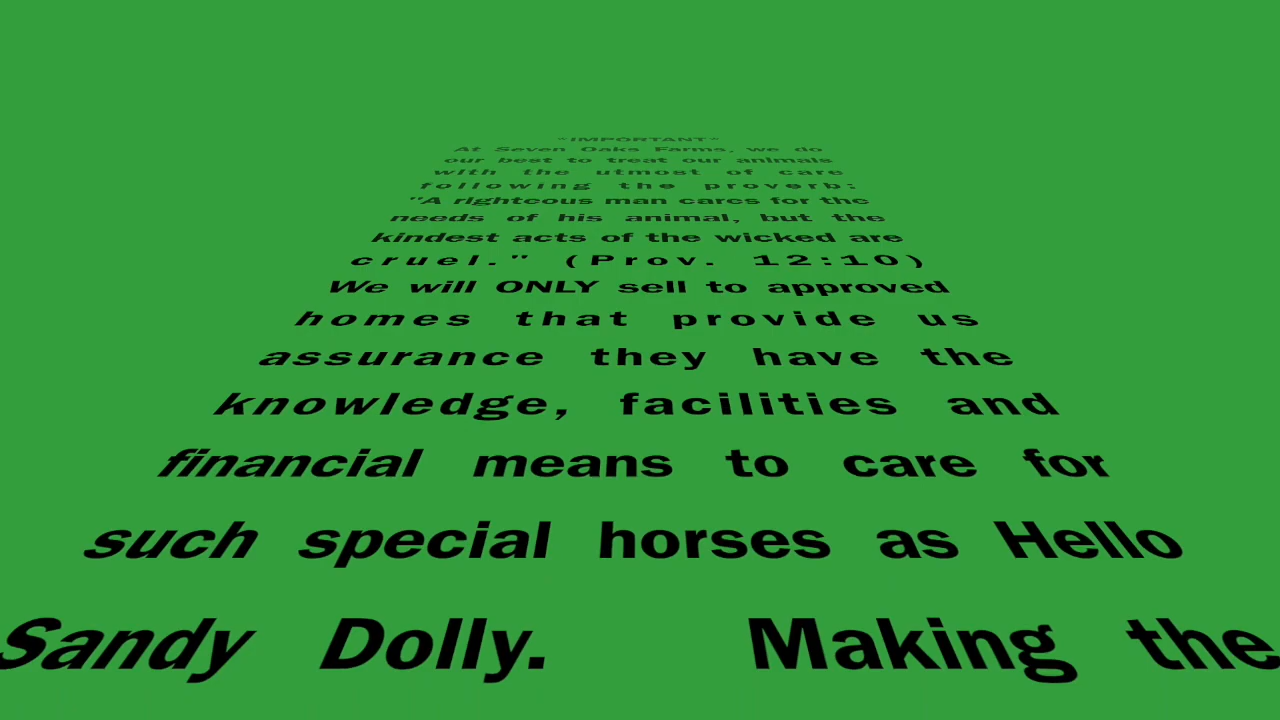 "IMPORTANT"
At Seven Oaks Farms, we do
our best to treat our animals
with the utmost of care
following the proverb:
"A righteous man cares for the
needs of his animal, but the
kindest acts of the wicked are
cruel." (Prov. 12:10)
We will ONLY sell to approved
homes that provide us
assurance they have the
knowledge, facilities and
financial means to care for
such special horses as Hello
Sandy Dolly. Making the